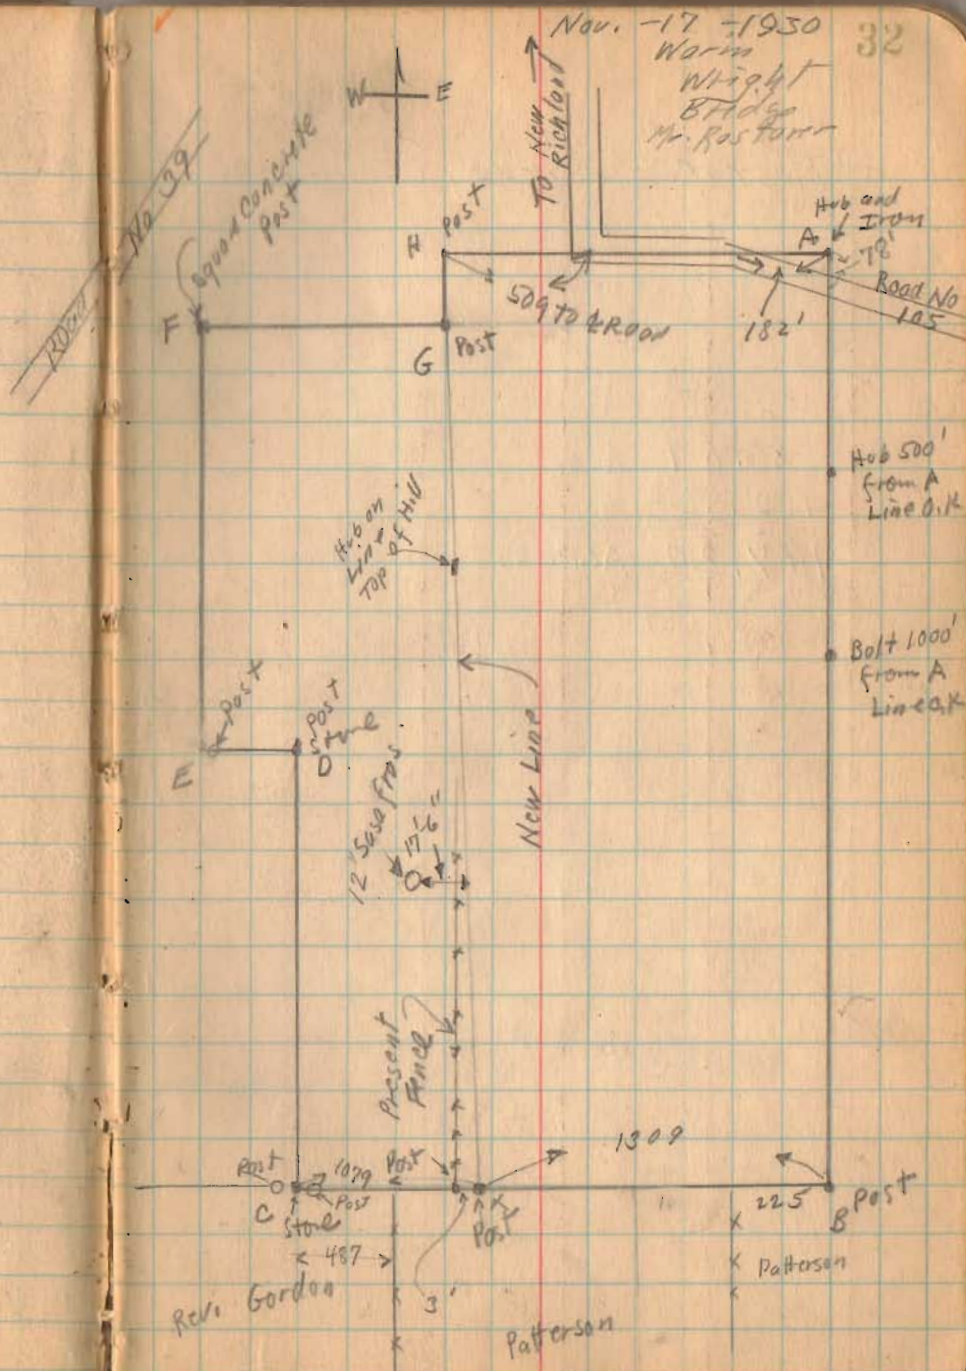 32
Nov. -17 -1930
Warm
Wright
Bridge
W E
To New
Richland
Road No 39
Square Concrete
Post
H
Post
A
Hub and
Iron
78'
Road No
105
509 to ℄ Road
182'
F
G
Post
Hub 500'
from A
Line O.K
Hub on
Line
Top of Hill
Bolt 1000'
from A
Line O.K
Post
E
Post
Stone
D
New Line
12" Sasafras
17'-6"
Present
Fence
1309
Post
1079
Post
Post
C
Stone
Post
225
B
Post
487
3'
Patterson
Rev. Gordon
Patterson